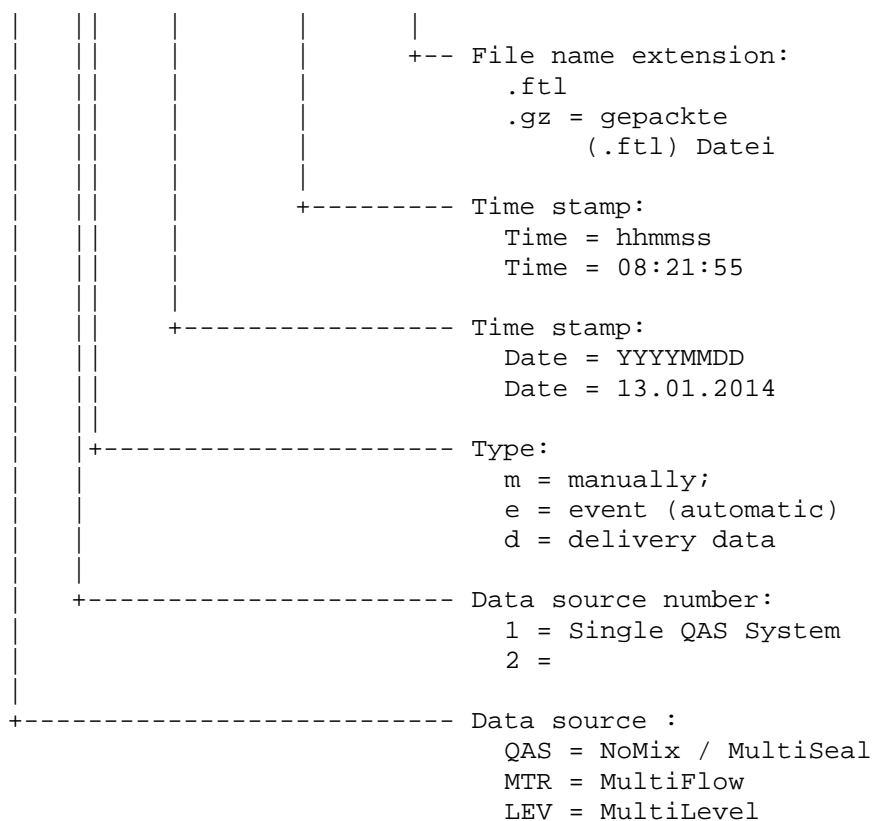 +-- File name extension:
.ftl
.gz = gepackte
(.ftl) Datei
+--------- Time stamp:
Time = hhmmss
Time = 08:21:55
+----------------- Time stamp:
Date = YYYYMMDD
Date = 13.01.2014
+---------------------- Type:
m = manually;
e = event (automatic)
d = delivery data
+----------------------- Data source number:
1 = Single QAS System
2 =
+--------------------------- Data source :
QAS = NoMix / MultiSeal
MTR = MultiFlow
LEV = MultiLevel